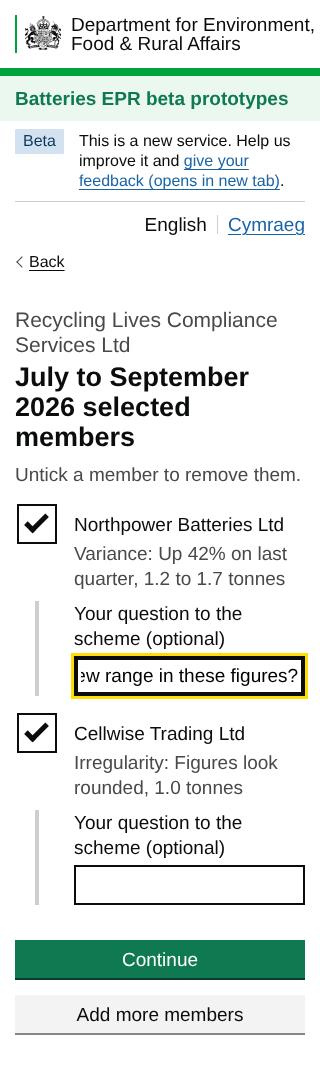 Department for Environment,
Food & Rural Affairs
Batteries EPR beta prototypes
Beta
This is a new service. Help us
improve it and give your
feedback (opens in new tab).
English
Cymraeg
Back
Recycling Lives Compliance
Services Ltd
July to September
2026 selected
members
Untick a member to remove them.
Northpower Batteries Ltd
Variance: Up 42% on last
quarter, 1.2 to 1.7 tonnes
Your question to the
scheme (optional)
range in these figures?
Cellwise Trading Ltd
Irregularity: Figures look
rounded, 1.0 tonnes
Your question to the
scheme (optional)
Continue
Add more members